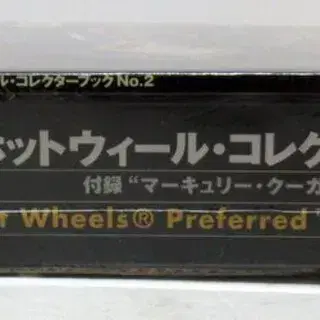 ル・コレクターブックNo.2
ホットウィール・コレク
付録 “マーキュリー・クーガ
Wheels® Preferred